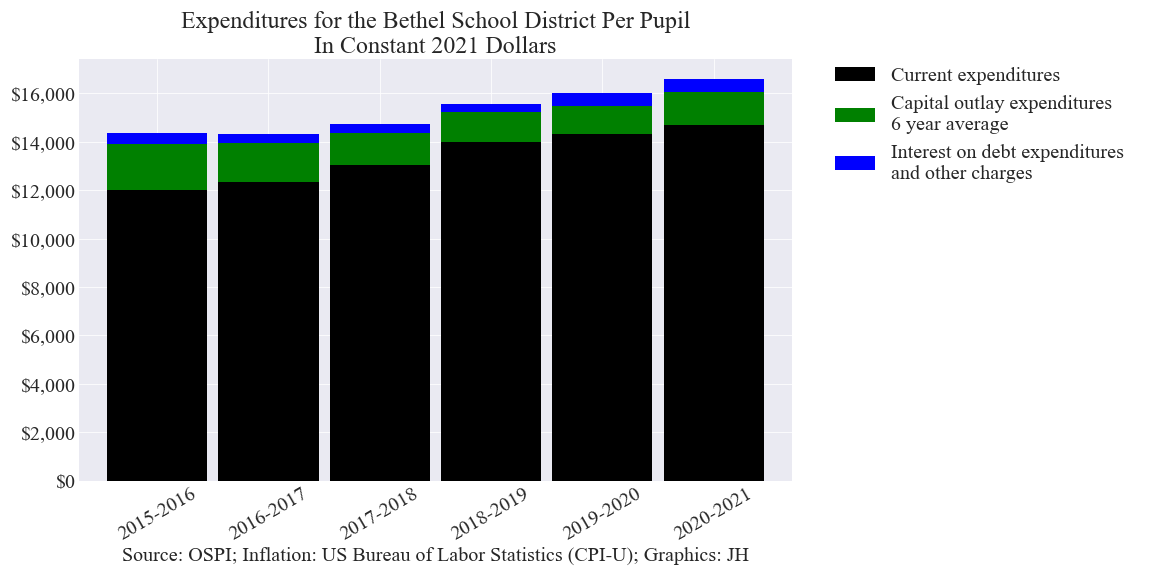 Expenditures for the Bethel School District Per Pupil
In Constant 2021 Dollars
Current expenditures
Capital outlay expenditures
6 year average
Interest on debt expenditures
and other charges
$16,000
$14,000
$12,000
$10,000
$8,000
$6,000
$4,000
$2,000
$0
2015-2016
2016-2017
2017-2018
2018-2019
2019-2020
2020-2021
Source: OSPI; Inflation: US Bureau of Labor Statistics (CPI-U); Graphics: JH